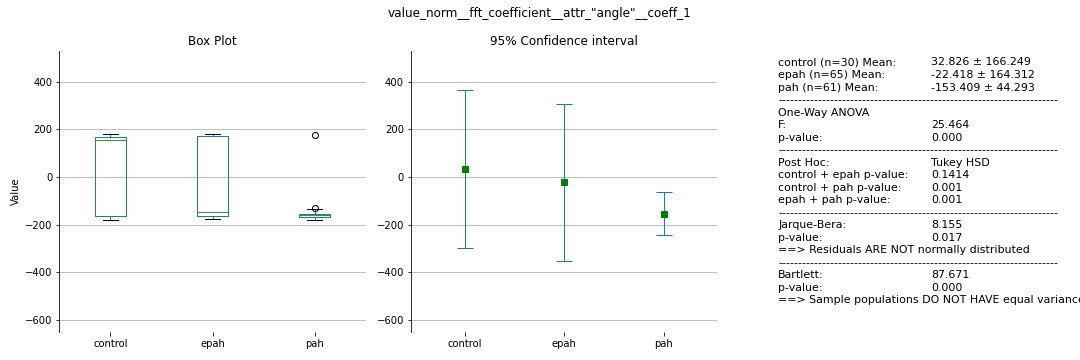 value_norm__fft_coefficient__attr_"angle"__coeff_1
Box Plot
400
200
0
−200
−400
−600
Value
control epah pah
95% Confidence interval
400
200
0
−200
−400
−600
control epah pah
control (n=30) Mean: 32.826 ± 166.249
epah (n=65) Mean: -22.418 ± 164.312
pah (n=61) Mean: -153.409 ± 44.293
One-Way ANOVA
F: 25.464
p-value: 0.000
Post Hoc: Tukey HSD
control + epah p-value: 0.1414
control + pah p-value: 0.001
epah + pah p-value: 0.001
Jarque-Bera: 8.155
p-value: 0.017
==> Residuals ARE NOT normally distributed
Bartlett: 87.671
p-value: 0.000
==> Sample populations DO NOT HAVE equal variance